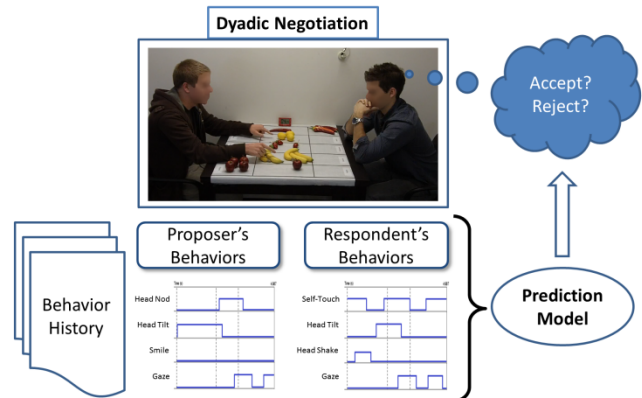 Dyadic Negotiation
Accept?
Reject?
Proposer's
Behaviors
Respondent's
Behaviors
Behavior
History
Head Nod
Head Tilt
Smile
Gaze
Self-Touch
Head Tilt
Head Shake
Gaze
Prediction
Model